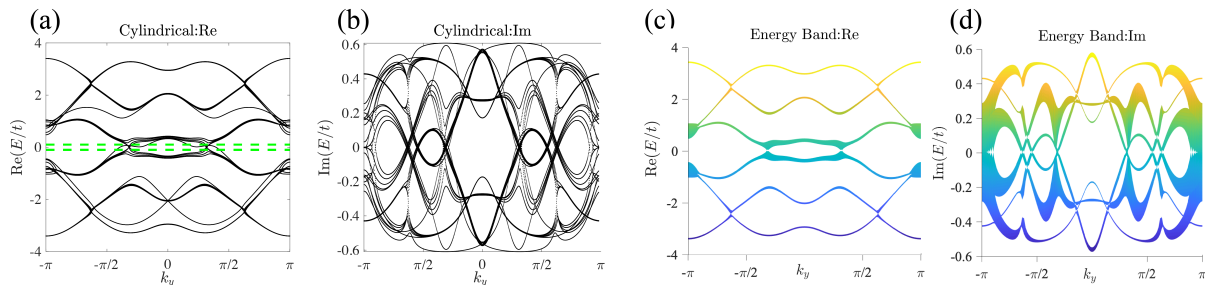 (a)
Cylindrical:Re
4
2
0
-2
-4
Re(E/t)
-π
-π/2
0
π/2
π
k_y
(b)
Cylindrical:Im
0.6
0.4
0.2
0
-0.2
-0.4
-0.6
Im(E/t)
-π
-π/2
0
π/2
π
k_y
(c)
Energy Band:Re
4
2
0
-2
-4
Re(E/t)
-π
-π/2
k_y
π/2
π
(d)
Energy Band:Im
0.6
0.4
0.2
0
-0.2
-0.4
-0.6
Im(E/t)
-π
-π/2
k_y
π/2
π